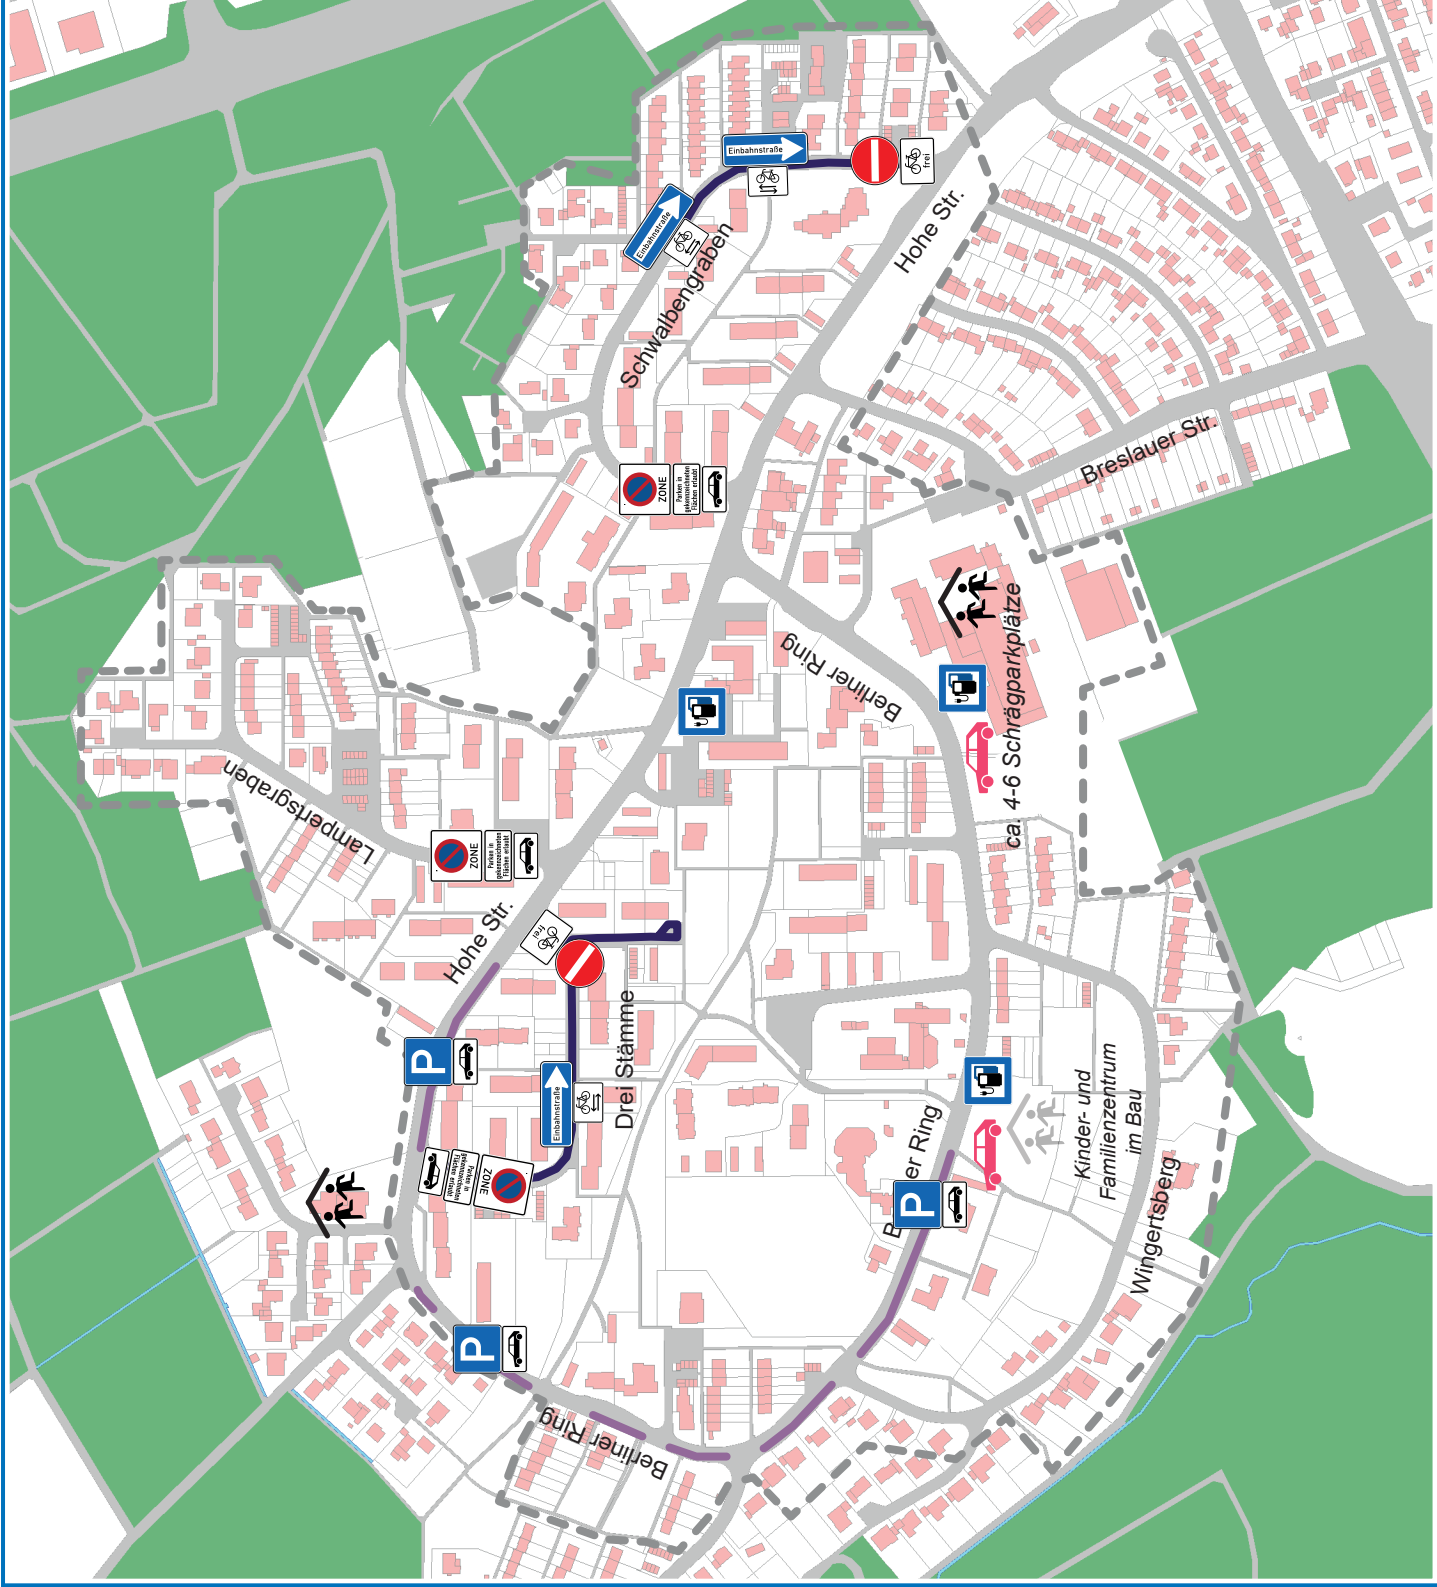 Einbahnstraße
frei
Einbahnstraße
Hohe Str.
Schwalbengraben
Breslauer Str.
ZONE
Parken in
gekennzeichneten
Flächen erlaubt
Berliner Ring
ca. 4-6 Schrägparkplätze
Lampertsgraben
ZONE
Parken in
gekennzeichneten
Flächen erlaubt
Hohe Str.
frei
Drei Stämme
P
Einbahnstraße
Kinder- und
Familienzentrum
im Bau
er Ring
P
ZONE
Parken in
gekennzeichneten
Flächen erlaubt
Wingertsberg
P
Berliner Ring